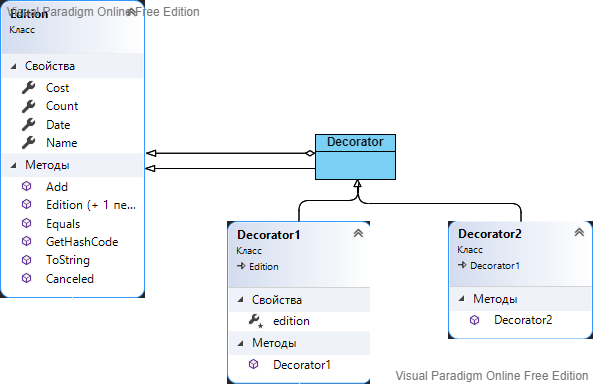 Visual Paradigm Online Free Edition
Edition
Класс
Свойства
Cost
Count
Date
Name
Методы
Add
Edition (+ 1 пе...
Equals
GetHashCode
ToString
Canceled
Decorator
Decorator1
Класс
Edition
Свойства
edition
Методы
Decorator1
Decorator2
Класс
Decorator1
Методы
Decorator2
Visual Paradigm Online Free Edition